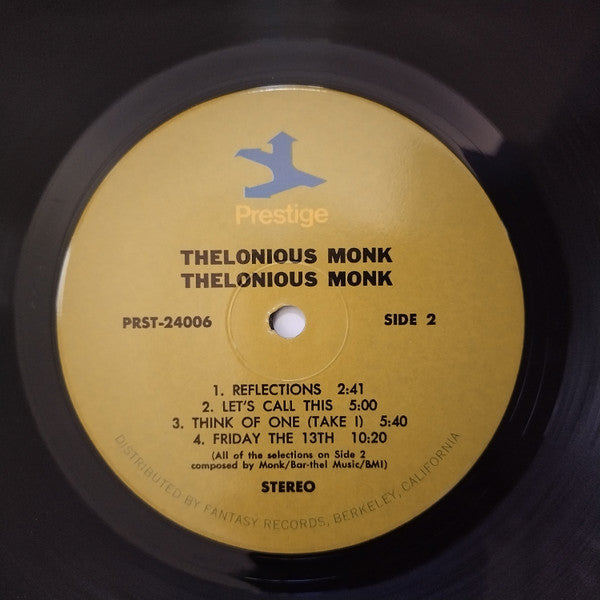 Prestige
THELONIOUS MONK
THELONIOUS MONK
PRST-24006 SIDE 2
1. REFLECTIONS 2:41
2. LET'S CALL THIS 5:00
3. THINK OF ONE (TAKE I) 5:40
4. FRIDAY THE 13TH 10:20
(All of the selections on Side 2
composed by Monk/Bar-thel Music/BMI)
STEREO
DISTRIBUTED BY FANTASY RECORDS, BERKELEY, CALIFORNIA